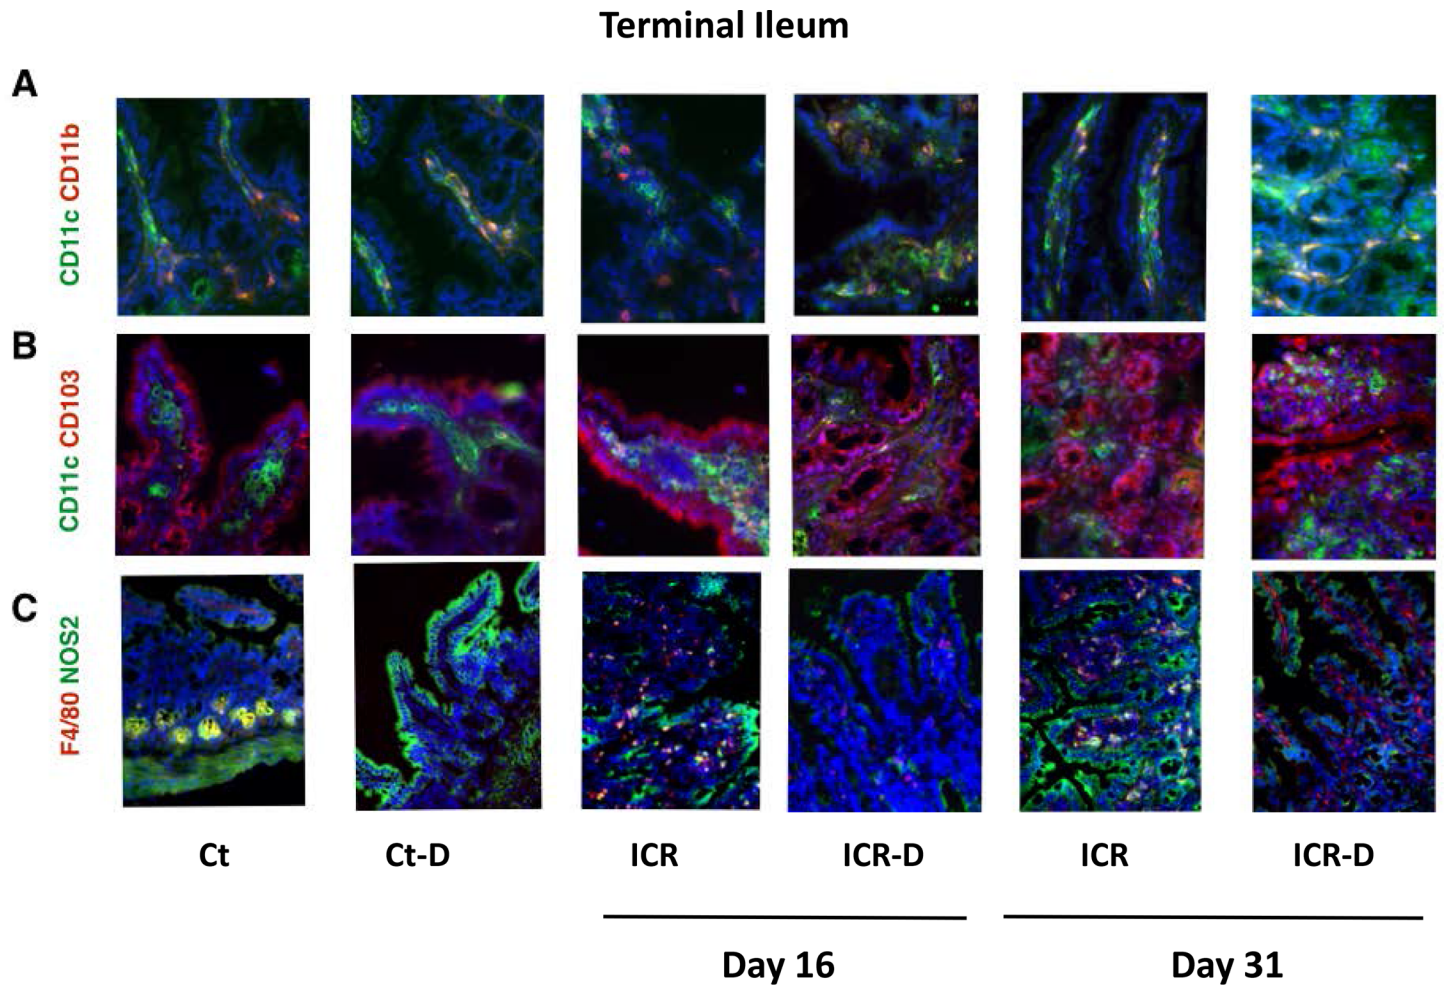 Terminal Ileum
A
CD11c CD11b
B
CD11c CD103
C
F4/80 NOS2
Ct Ct-D ICR ICR-D ICR ICR-D
Day 16 Day 31